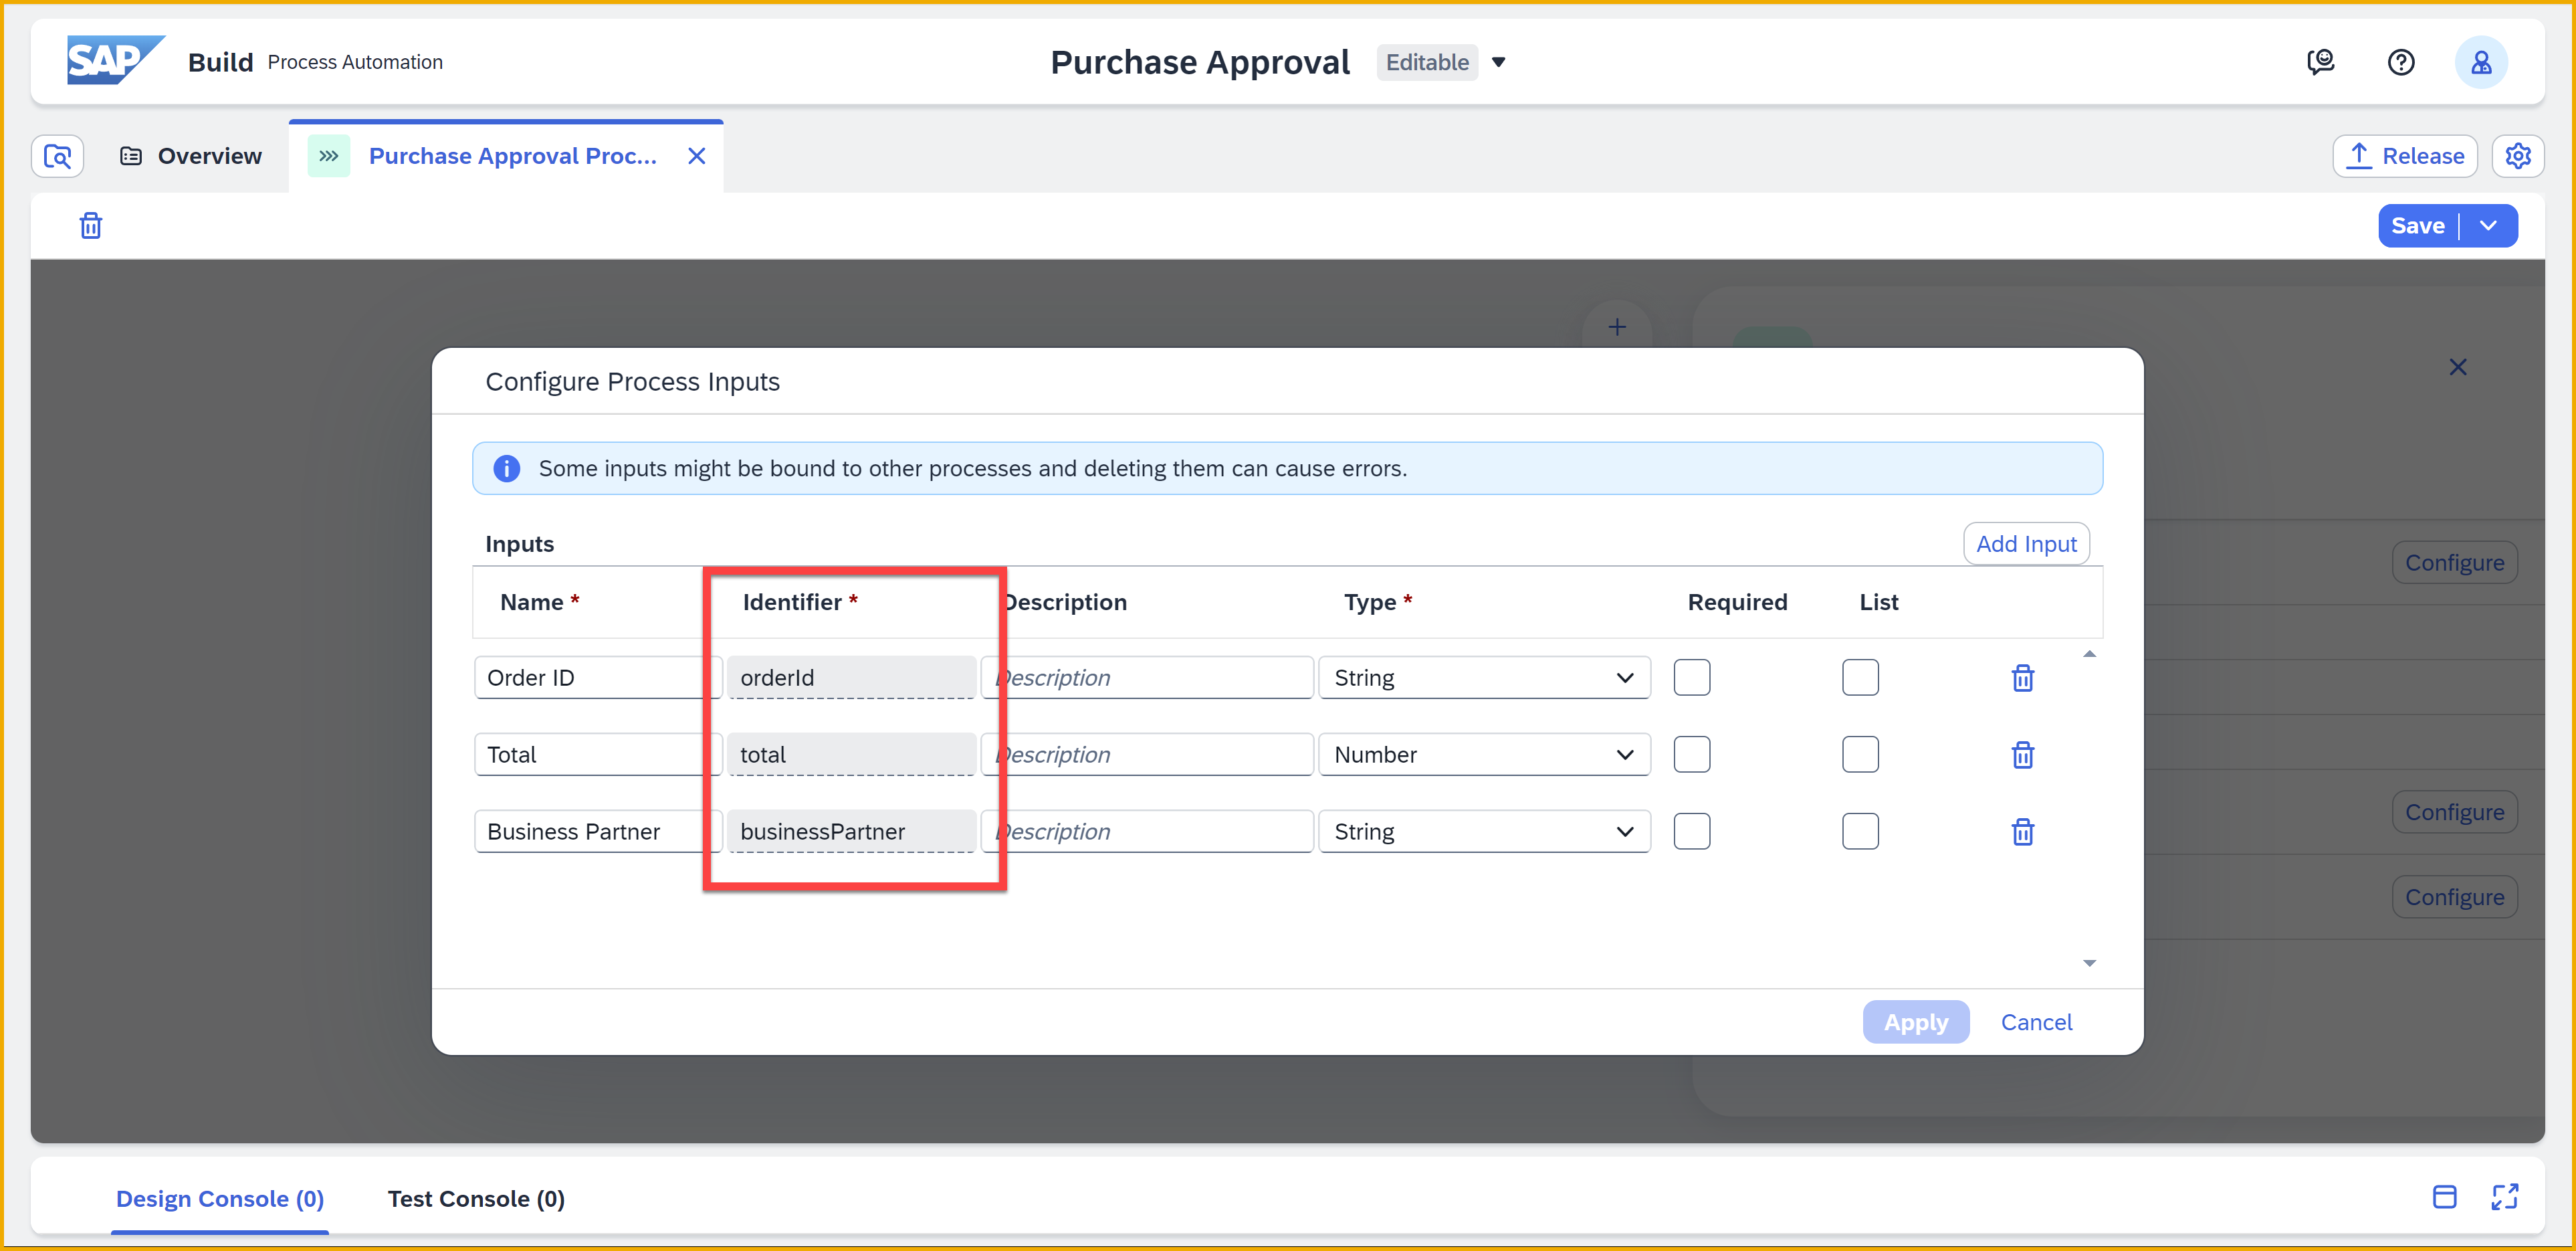 SAP Build Process Automation Purchase Approval Editable
Overview Purchase Approval Proc... Release
Save
Configure Process Inputs
Some inputs might be bound to other processes and deleting them can cause errors.
Inputs Add Input
Configure
Name * Identifier * Description Type * Required List
Order ID orderId Description String
Total total Description Number
Business Partner businessPartner Description String
Configure
Configure
Apply Cancel
Design Console (0) Test Console (0)